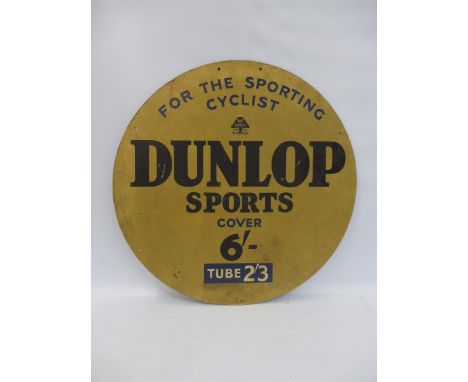 FOR THE SPORTING
CYCLIST
DUNLOP
SPORTS
COVER
6/-
TUBE 2/3